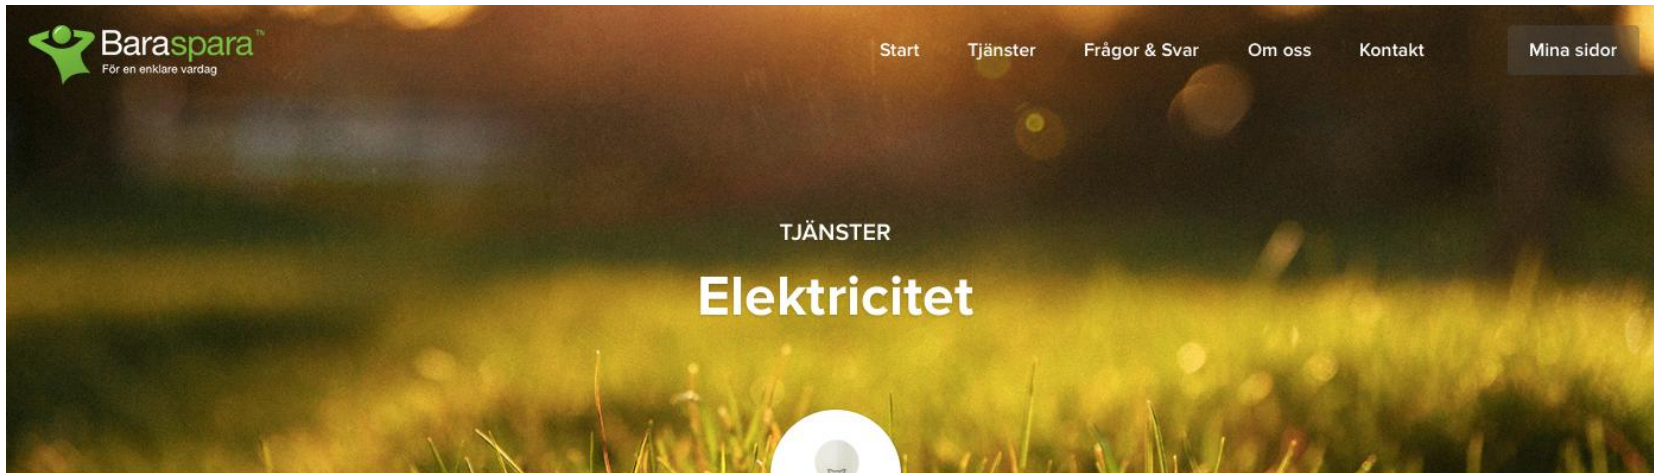 Baraspara™
För en enklare vardag
Start Tjänster Frågor & Svar Om oss Kontakt Mina sidor
TJÄNSTER
Elektricitet